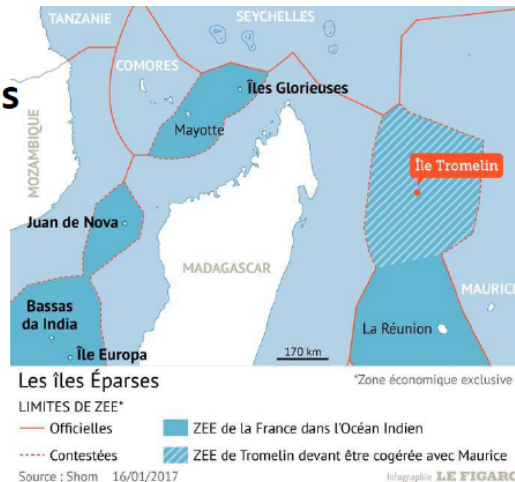 TANZANIE
SEYCHELLES
COMORES
s
Îles Glorieuses
MOZAMBIQUE
Mayotte
Île Tromelin
Juan de Nova
MADAGASCAR
MAURICE
Bassas
da India
La Réunion
Île Europa
170 km
Les îles Éparses
*Zone économique exclusive
LIMITES DE ZEE*
Officielles
ZEE de la France dans l'Océan Indien
Contestées
ZEE de Tromelin devant être cogérée avec Maurice
Source : Shom 16/01/2017
Infographie LE FIGARO